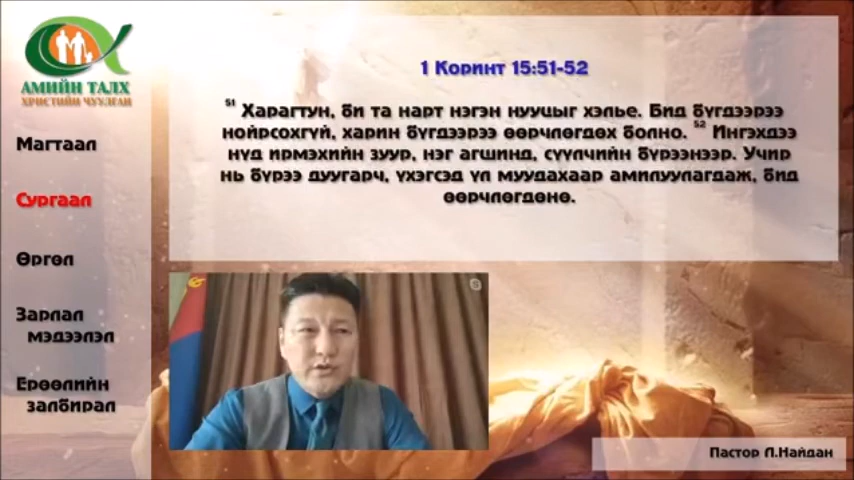 АМИЙН ТАЛХ
ХРИСТИЙН ЧУУЛГАН
Магтаал
Сургаал
Өргөл
Зарлал
мэдээлэл
Ерөөлийн
залбирал
1 Коринт 15:51-52
51 Харагтун, би та нарт нэгэн нууцыг хэлье. Бид бүгдээрээ
нойрсохгүй, харин бүгдээрээ өөрчлөгдөх болно. 52 Ингэхдээ
нүд ирмэхийн зуур, нэг агшинд, сүүлчийн бүрээнээр. Учир
нь бүрээ дуугарч, үхэгсэд үл муудахаар амилуулагдаж, бид
өөрчлөгдөнө.
Пастор Л.Найдан